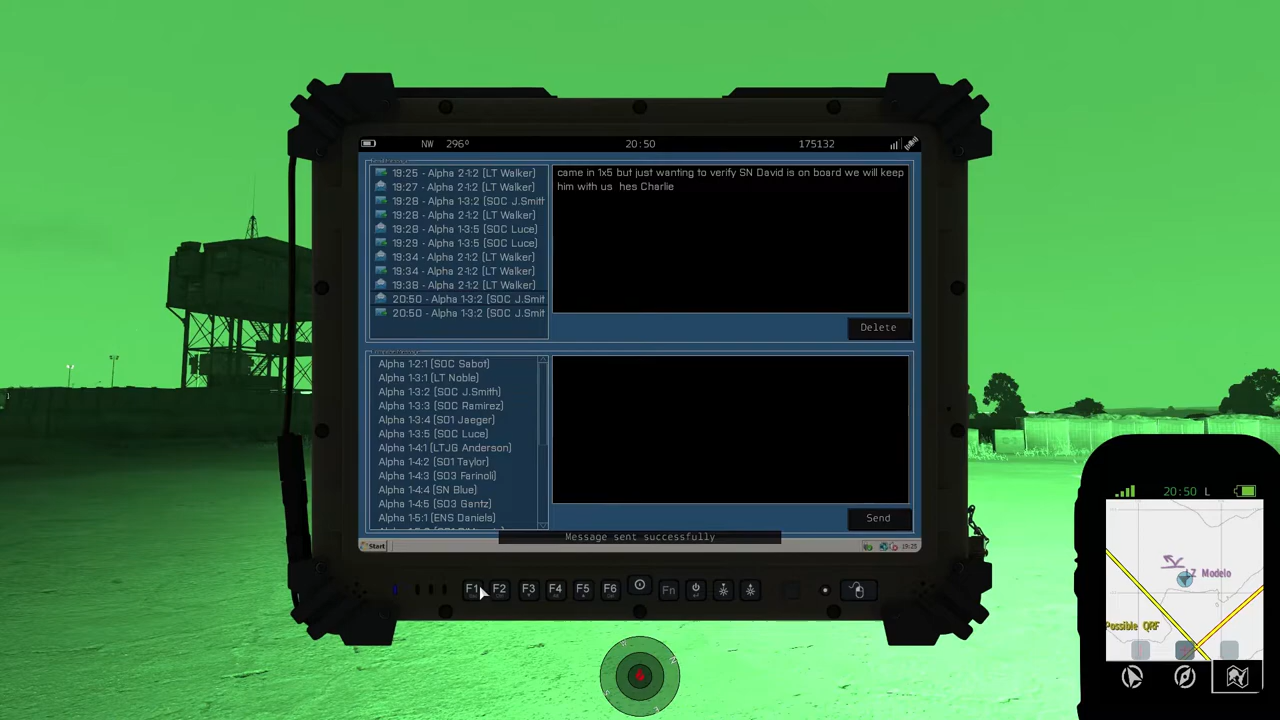 NW 296º 20:50 175132
19:25 - Alpha 2-1:2 (LT Walker)
19:27 - Alpha 2-1:2 (LT Walker)
19:28 - Alpha 1-3:2 (SOC J.Smith
19:28 - Alpha 2-1:2 (LT Walker)
19:28 - Alpha 1-3:5 (SOC Luce)
19:29 - Alpha 1-3:5 (SOC Luce)
19:34 - Alpha 2-1:2 (LT Walker)
19:34 - Alpha 2-1:2 (LT Walker)
19:38 - Alpha 2-1:2 (LT Walker)
20:50 - Alpha 1-3:2 (SOC J.Smit
20:50 - Alpha 1-3:2 (SOC J.Smit
came in 1x5 but just wanting to verify SN David is on board we will keep
him with us hes Charlie
Delete
Alpha 1-2:1 (SOC Sabot)
Alpha 1-3:1 (LT Noble)
Alpha 1-3:2 (SOC J.Smith)
Alpha 1-3:3 (SOC Ramirez)
Alpha 1-3:4 (SO1 Jaeger)
Alpha 1-3:5 (SOC Luce)
Alpha 1-4:1 (LTJG Anderson)
Alpha 1-4:2 (SO1 Taylor)
Alpha 1-4:3 (SO3 Farinoli)
Alpha 1-4:4 (SN Blue)
Alpha 1-4:5 (SO3 Gantz)
Alpha 1-5:1 (ENS Daniels)
Send
Message sent successfully
Start
19:25
F1 F2 F3 F4 F5 F6 Fn
20:50 L
LZ Modelo
Possible QRF